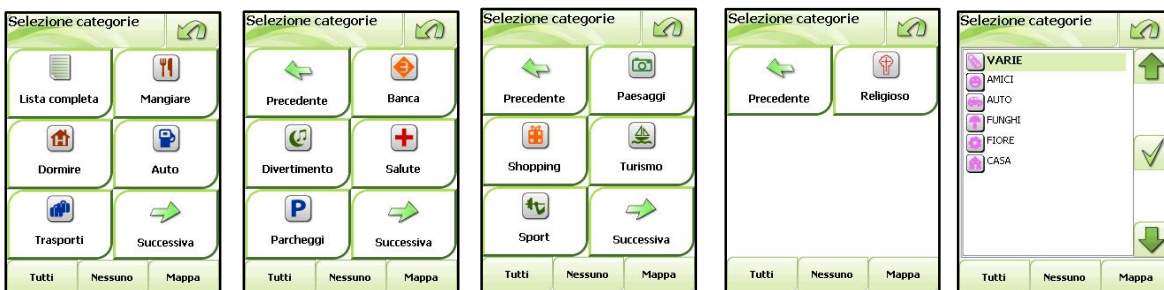 Selezione categorie
Lista completa
Mangiare
Dormire
Auto
Trasporti
Successiva
Tutti
Nessuno
Mappa
Selezione categorie
Precedente
Banca
Divertimento
Salute
P
Parcheggi
Successiva
Tutti
Nessuno
Mappa
Selezione categorie
Precedente
Paesaggi
Shopping
Turismo
Sport
Successiva
Tutti
Nessuno
Mappa
Selezione categorie
Precedente
Religioso
Tutti
Nessuno
Mappa
Selezione categorie
VARIE
AMICI
AUTO
FUNGHI
FIORE
CASA
Tutti
Nessuno
Mappa